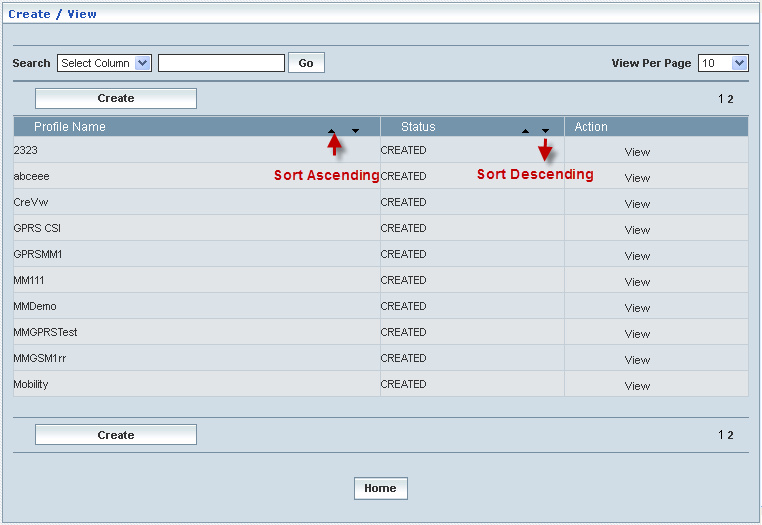 Create / View
Search Select Column Go View Per Page 10
Create 1 2
Profile Name Status Action
2323 CREATED View
Sort Ascending Sort Descending
abceee CREATED View
CreVw CREATED View
GPRS CSI CREATED View
GPRSMM1 CREATED View
MM111 CREATED View
MMDemo CREATED View
MMGPRSTest CREATED View
MMGSM1rr CREATED View
Mobility CREATED View
Create 1 2
Home